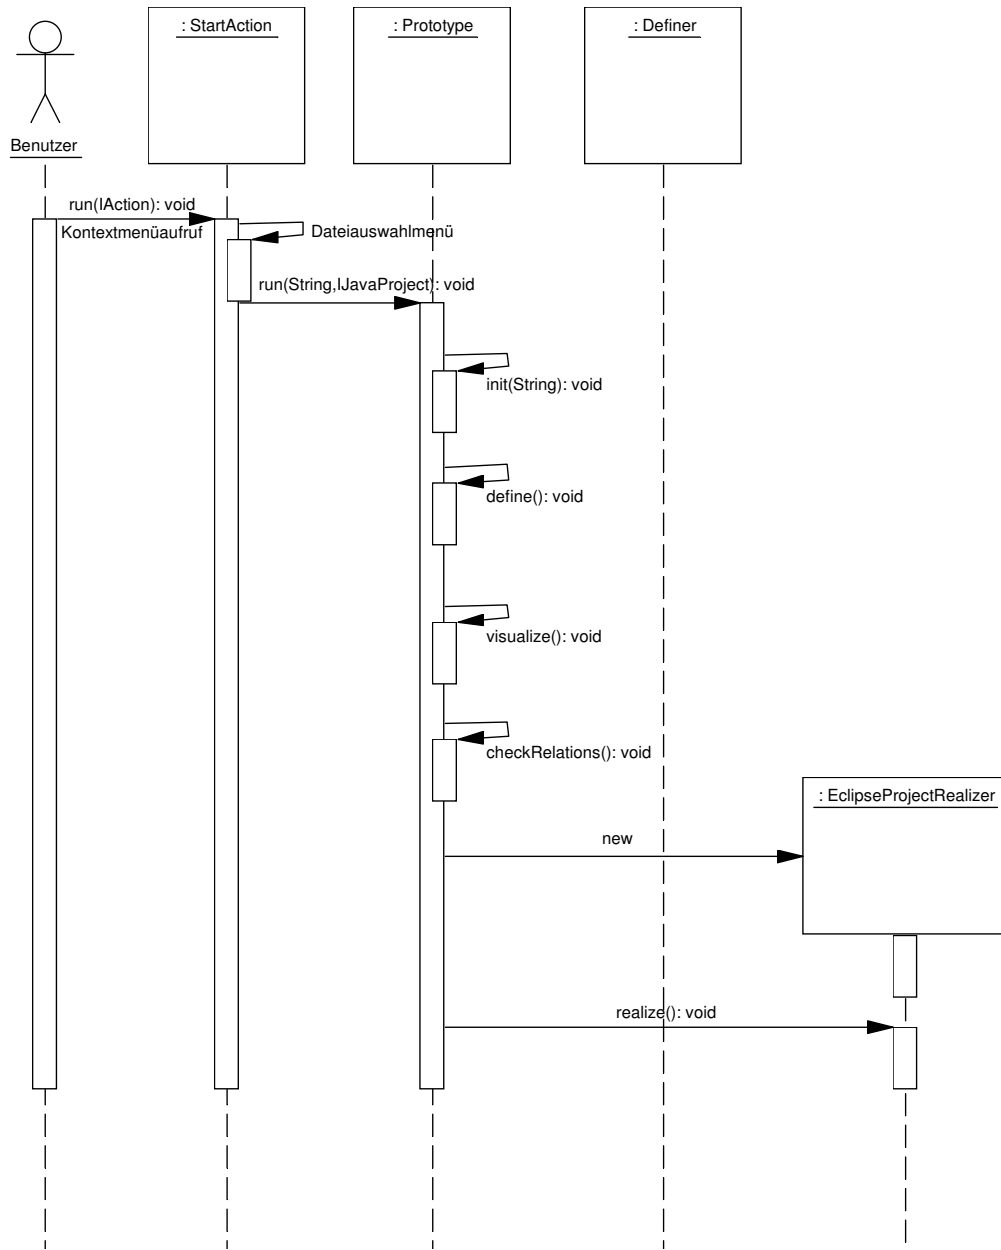 : StartAction
: Prototype
: Definer
Benutzer
run(IAction): void
Kontextmenüaufruf
Dateiauswahlmenü
run(String,IJavaProject): void
init(String): void
define(): void
visualize(): void
checkRelations(): void
: EclipseProjectRealizer
new
realize(): void